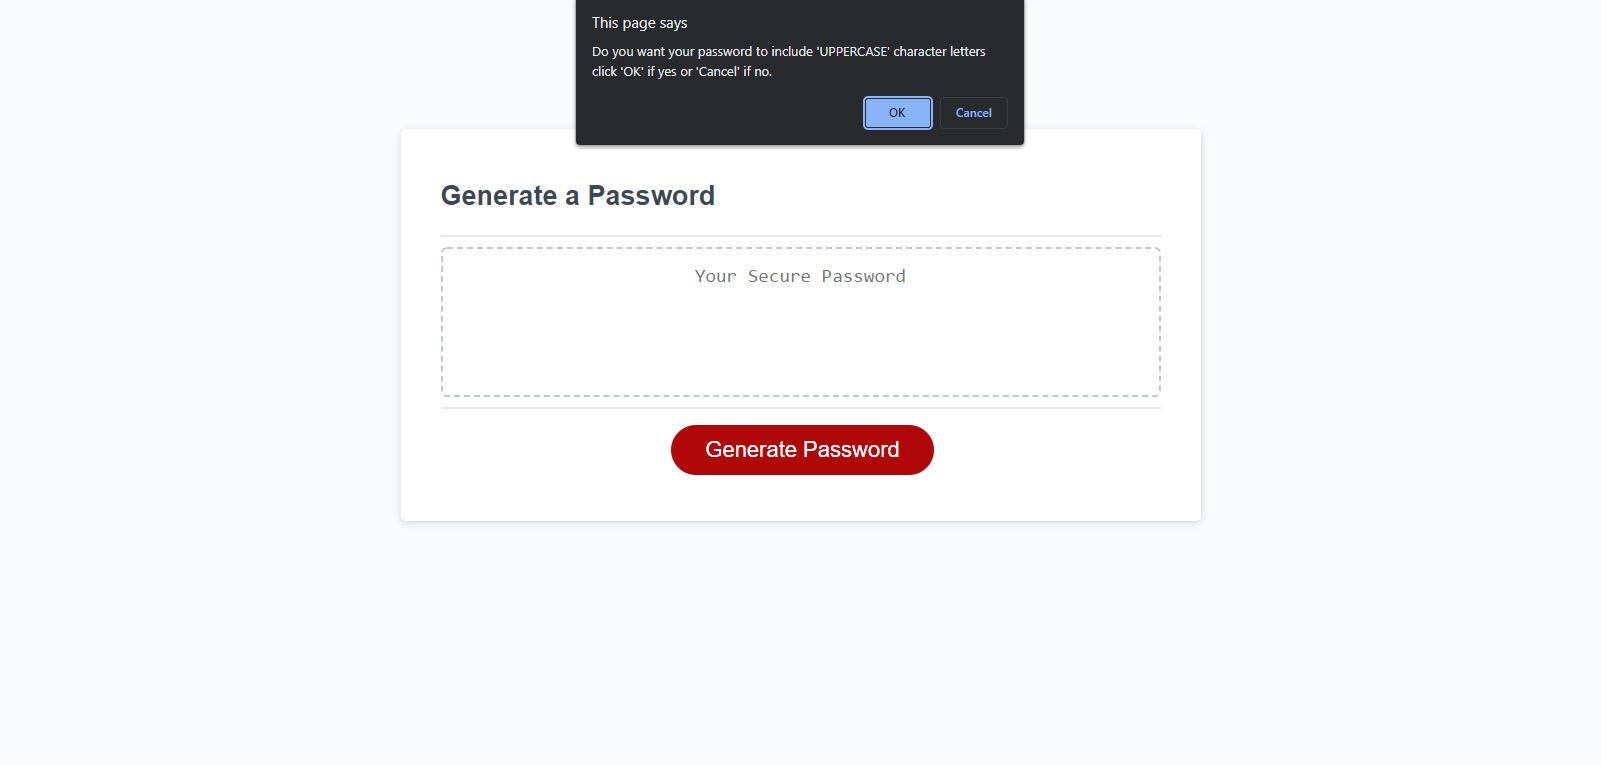 This page says
Do you want your password to include 'UPPERCASE' character letters
click 'OK' if yes or 'Cancel' if no.
OK
Cancel
Generate a Password
Your Secure Password
Generate Password